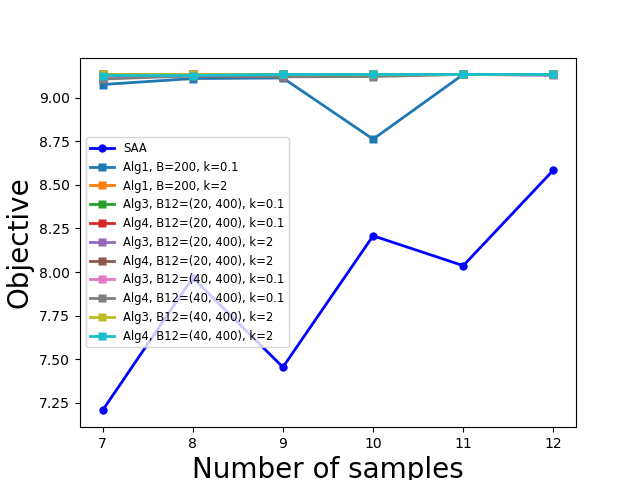 9.00
8.75
8.50
8.25
8.00
7.75
7.50
7.25
Objective
SAA
Alg1, B=200, k=0.1
Alg1, B=200, k=2
Alg3, B12=(20, 400), k=0.1
Alg4, B12=(20, 400), k=0.1
Alg3, B12=(20, 400), k=2
Alg4, B12=(20, 400), k=2
Alg3, B12=(40, 400), k=0.1
Alg4, B12=(40, 400), k=0.1
Alg3, B12=(40, 400), k=2
Alg4, B12=(40, 400), k=2
7 8 9 10 11 12
Number of samples